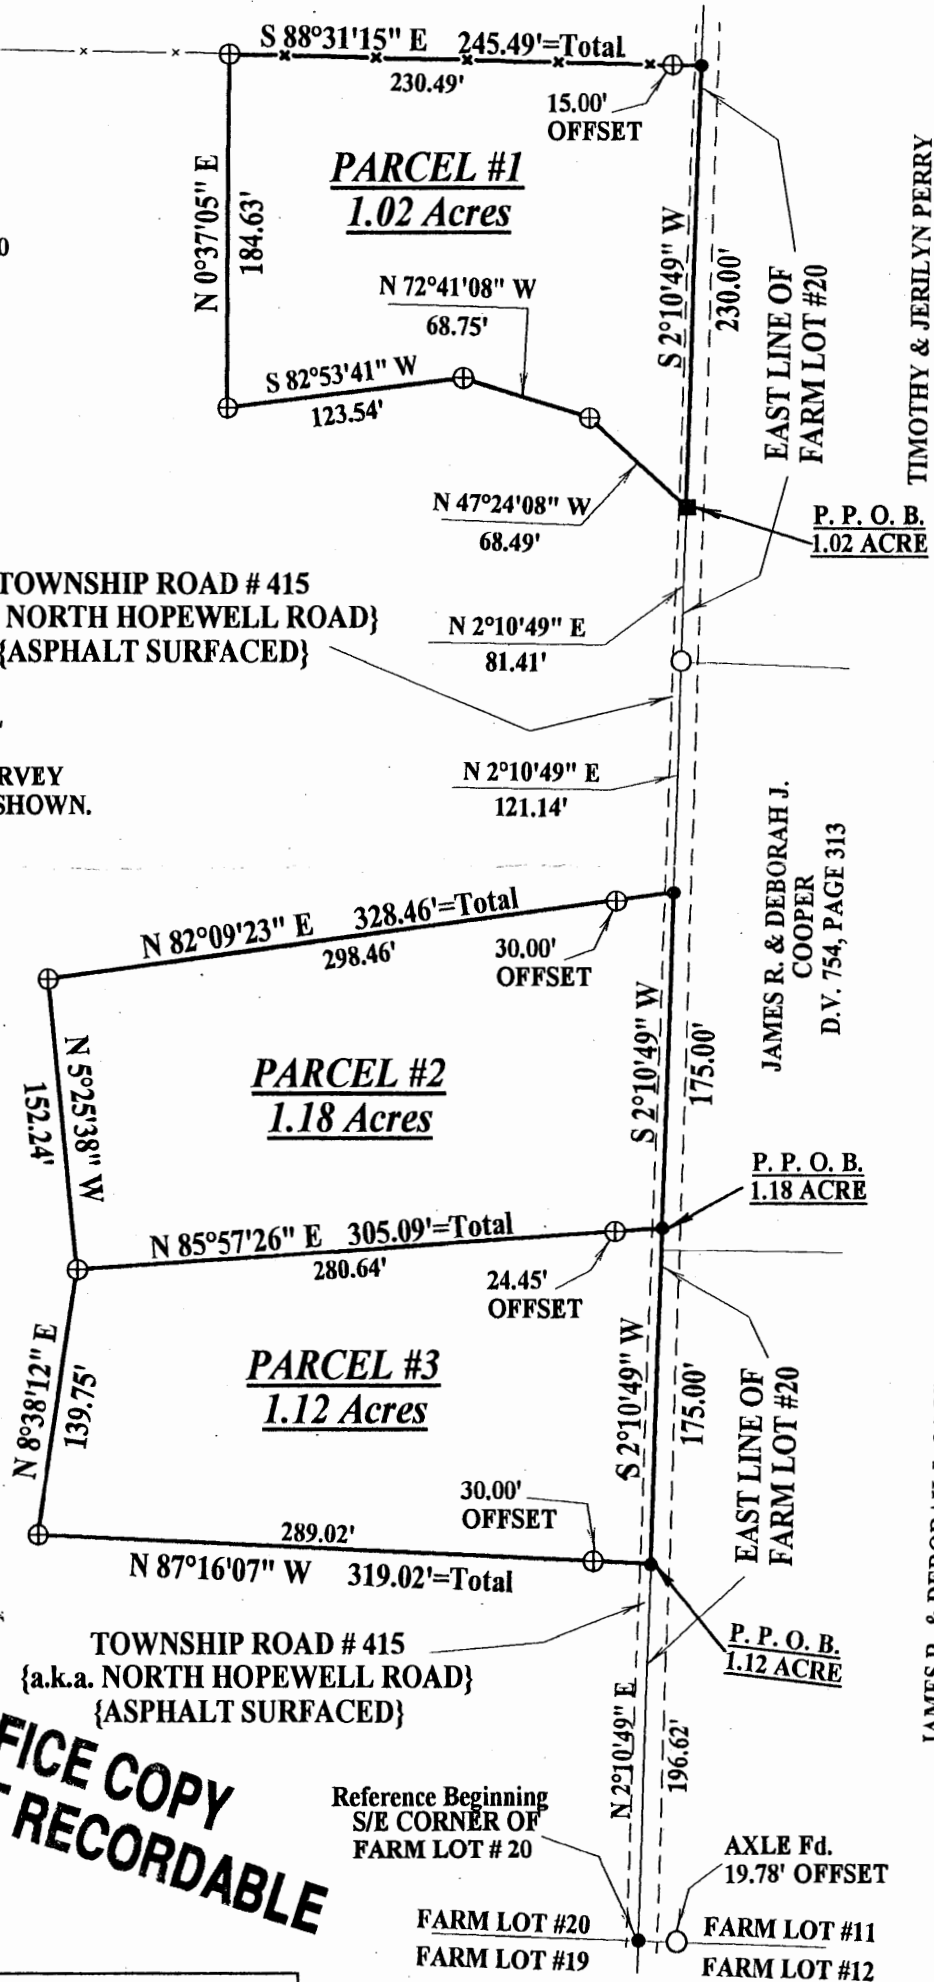 S 88°31'15" E 245.49'=Total
230.49'
15.00'
OFFSET
PARCEL #1
1.02 Acres
N 0°37'05" E
184.63'
0
N 72°41'08" W
68.75'
S 82°53'41" W
123.54'
S 2°10'49" W
230.00'
EAST LINE OF
FARM LOT #20
TIMOTHY & JERILYN PERRY
N 47°24'08" W
68.49'
P. P. O. B.
1.02 ACRE
TOWNSHIP ROAD # 415
NORTH HOPEWELL ROAD}
{ASPHALT SURFACED}
N 2°10'49" E
81.41'
RVEY
SHOWN.
N 2°10'49" E
121.14'
JAMES R. & DEBORAH J.
COOPER
D.V. 754, PAGE 313
N 82°09'23" E 328.46'=Total
298.46'
30.00'
OFFSET
PARCEL #2
1.18 Acres
N 5°25'38" W
152.24'
S 2°10'49" W
175.00'
P. P. O. B.
1.18 ACRE
N 85°57'26" E 305.09'=Total
280.64'
24.45'
OFFSET
PARCEL #3
1.12 Acres
N 8°38'12" E
139.75'
S 2°10'49" W
175.00'
EAST LINE OF
FARM LOT #20
30.00'
OFFSET
289.02'
N 87°16'07" W 319.02'=Total
P. P. O. B.
1.12 ACRE
TOWNSHIP ROAD # 415
{a.k.a. NORTH HOPEWELL ROAD}
{ASPHALT SURFACED}
N 2°10'49" E
196.62'
FICE COPY
RECORDABLE
Reference Beginning
S/E CORNER OF
FARM LOT # 20
AXLE Fd.
19.78' OFFSET
FARM LOT #20
FARM LOT #11
FARM LOT #19
FARM LOT #12